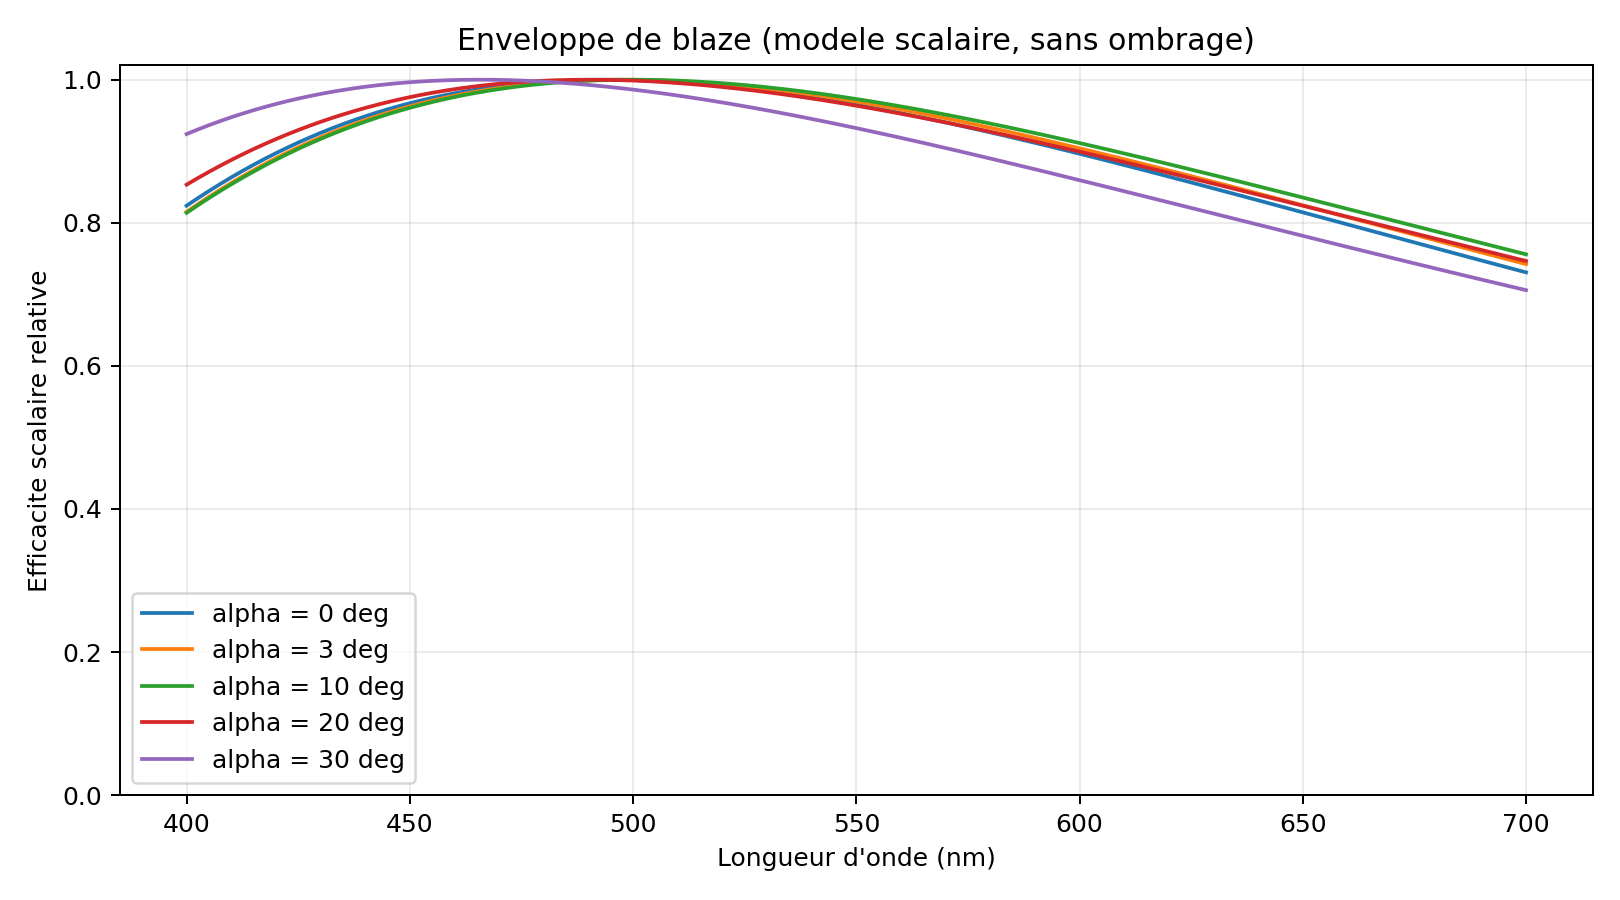 Enveloppe de blaze (modele scalaire, sans ombrage)
Efficacite scalaire relative
1.0
0.8
0.6
0.4
0.2
0.0
alpha = 0 deg
alpha = 3 deg
alpha = 10 deg
alpha = 20 deg
alpha = 30 deg
400 450 500 550 600 650 700
Longueur d'onde (nm)